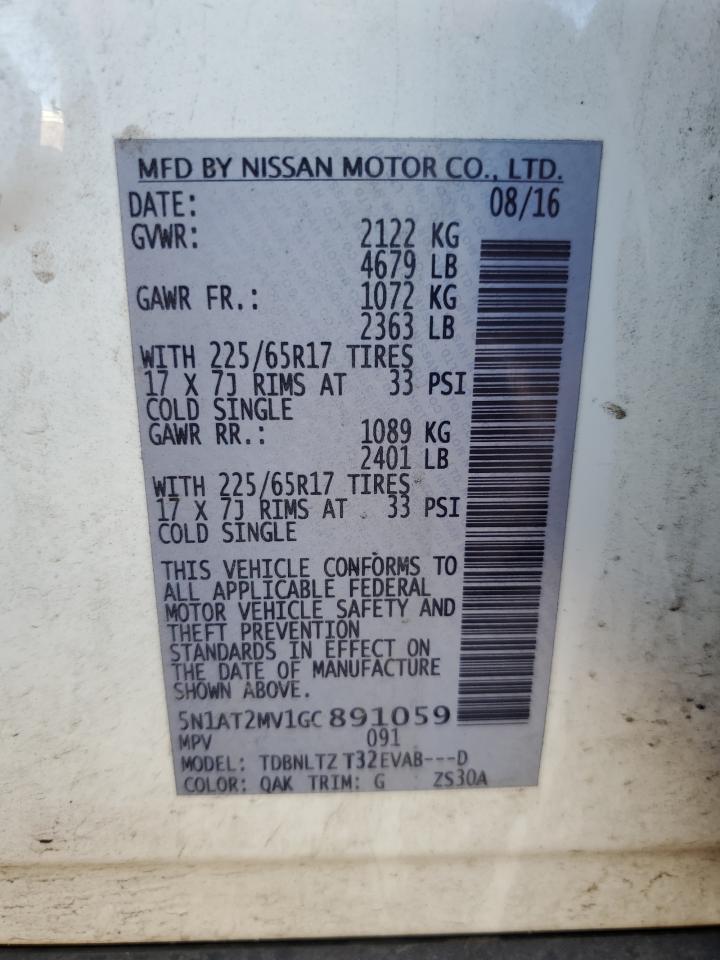 MFD BY NISSAN MOTOR CO., LTD.
DATE: 08/16
GVWR: 2122 KG
4679 LB
GAWR FR.: 1072 KG
2363 LB
WITH 225/65R17 TIRES
17 X 7J RIMS AT 33 PSI
COLD SINGLE
GAWR RR.: 1089 KG
2401 LB
WITH 225/65R17 TIRES
17 X 7J RIMS AT 33 PSI
COLD SINGLE
THIS VEHICLE CONFORMS TO
ALL APPLICABLE FEDERAL
MOTOR VEHICLE SAFETY AND
THEFT PREVENTION
STANDARDS IN EFFECT ON
THE DATE OF MANUFACTURE
SHOWN ABOVE.
5N1AT2MV1GC891059
MPV 091
MODEL: TDBNLTZ T32EVAB---D
COLOR: QAK TRIM: G ZS30A